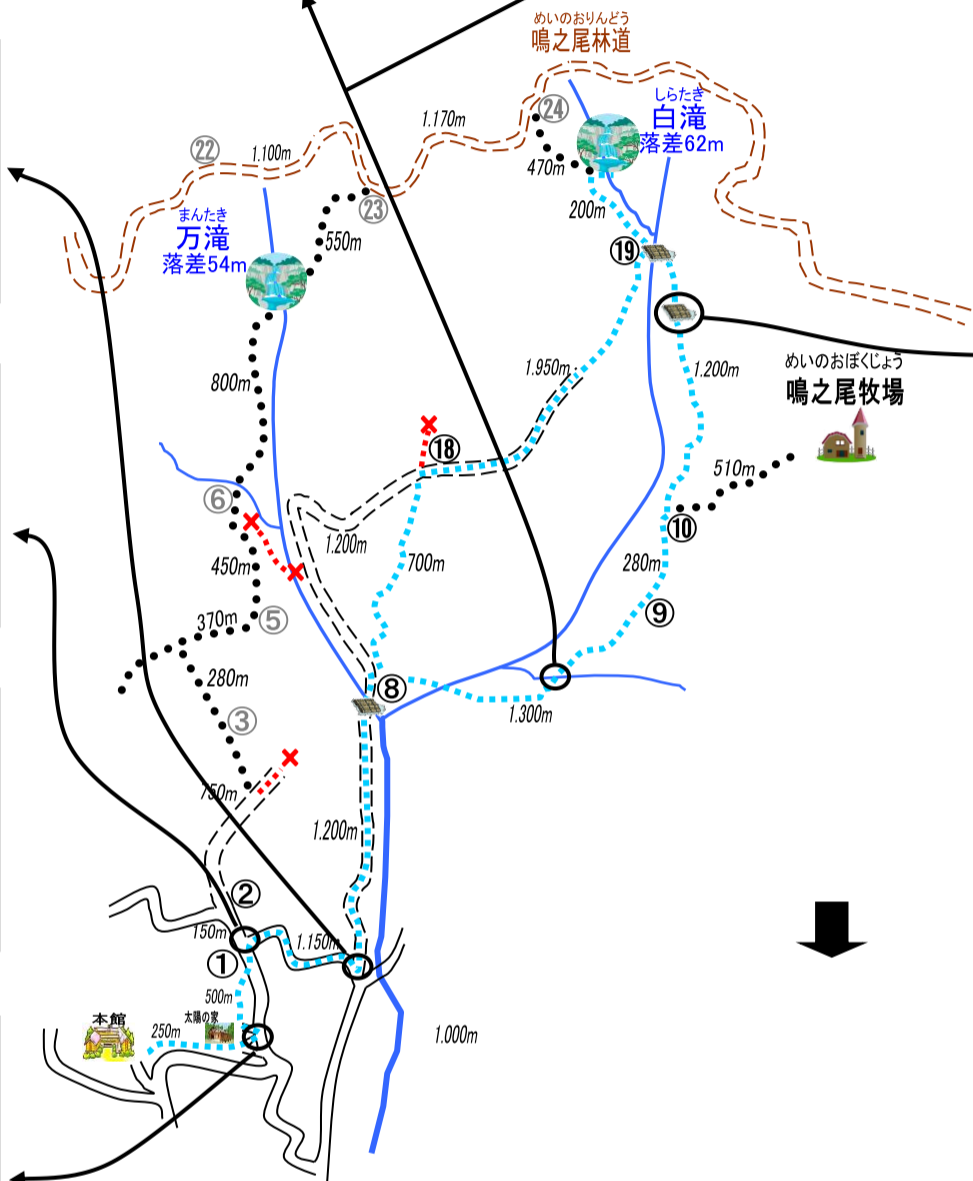 めいのおりんどう
鳴之尾林道
しらたき
白滝
落差62m
㉔
1.170m
㉒
1.100m
470m
200m
㉓
550m
まんたき
万滝
落差54m
⑲
めいのおぼくじょう
鳴之尾牧場
1.200m
1.950m
800m
⑱
510m
⑥
⑩
1.200m
700m
280m
450m
⑨
370m
⑤
280m
⑧
③
1.300m
750m
1.200m
②
150m
1.150m
①
500m
本館
太陽の家
250m
1.000m